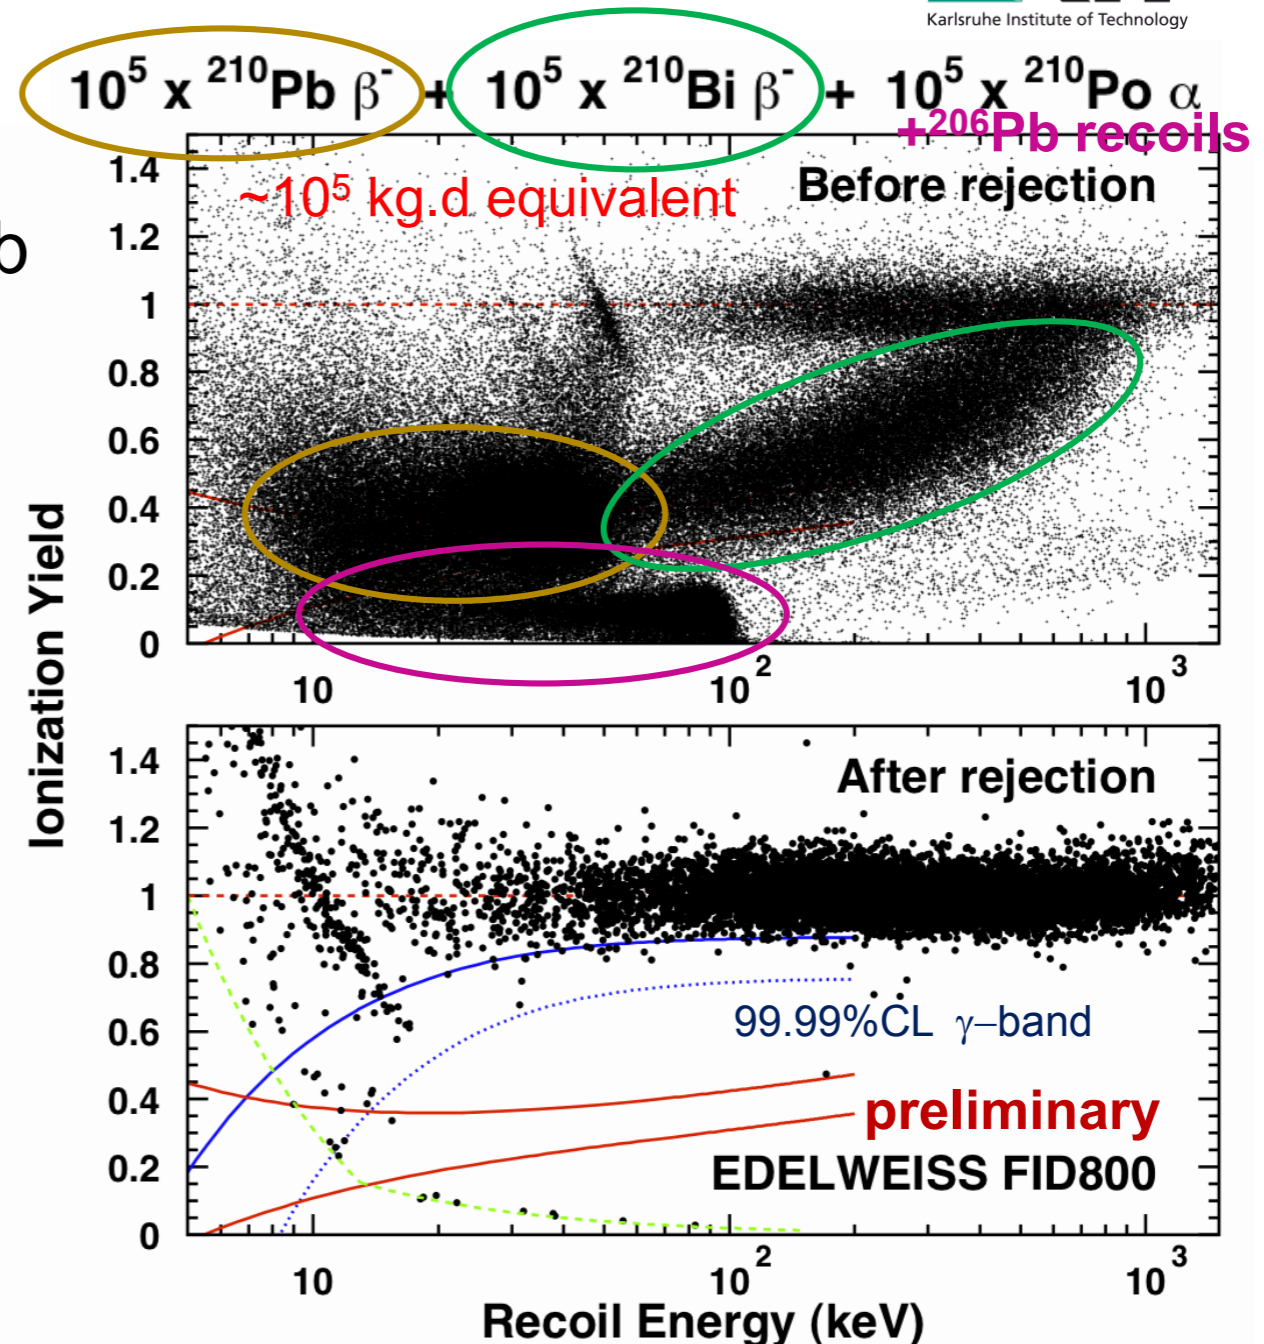 Karlsruhe Institute of Technology
10⁵ x ²¹⁰Pb β⁻ + 10⁵ x ²¹⁰Bi β⁻ + 10⁵ x ²¹⁰Po α
+²⁰⁶Pb recoils
b
~10⁵ kg.d equivalent
Before rejection
1.4
1.2
1
0.8
0.6
0.4
0.2
0
10
10²
10³
Ionization Yield
After rejection
1.4
1.2
1
0.8
0.6
0.4
0.2
0
99.99%CL γ–band
preliminary
EDELWEISS FID800
10
10²
10³
Recoil Energy (keV)